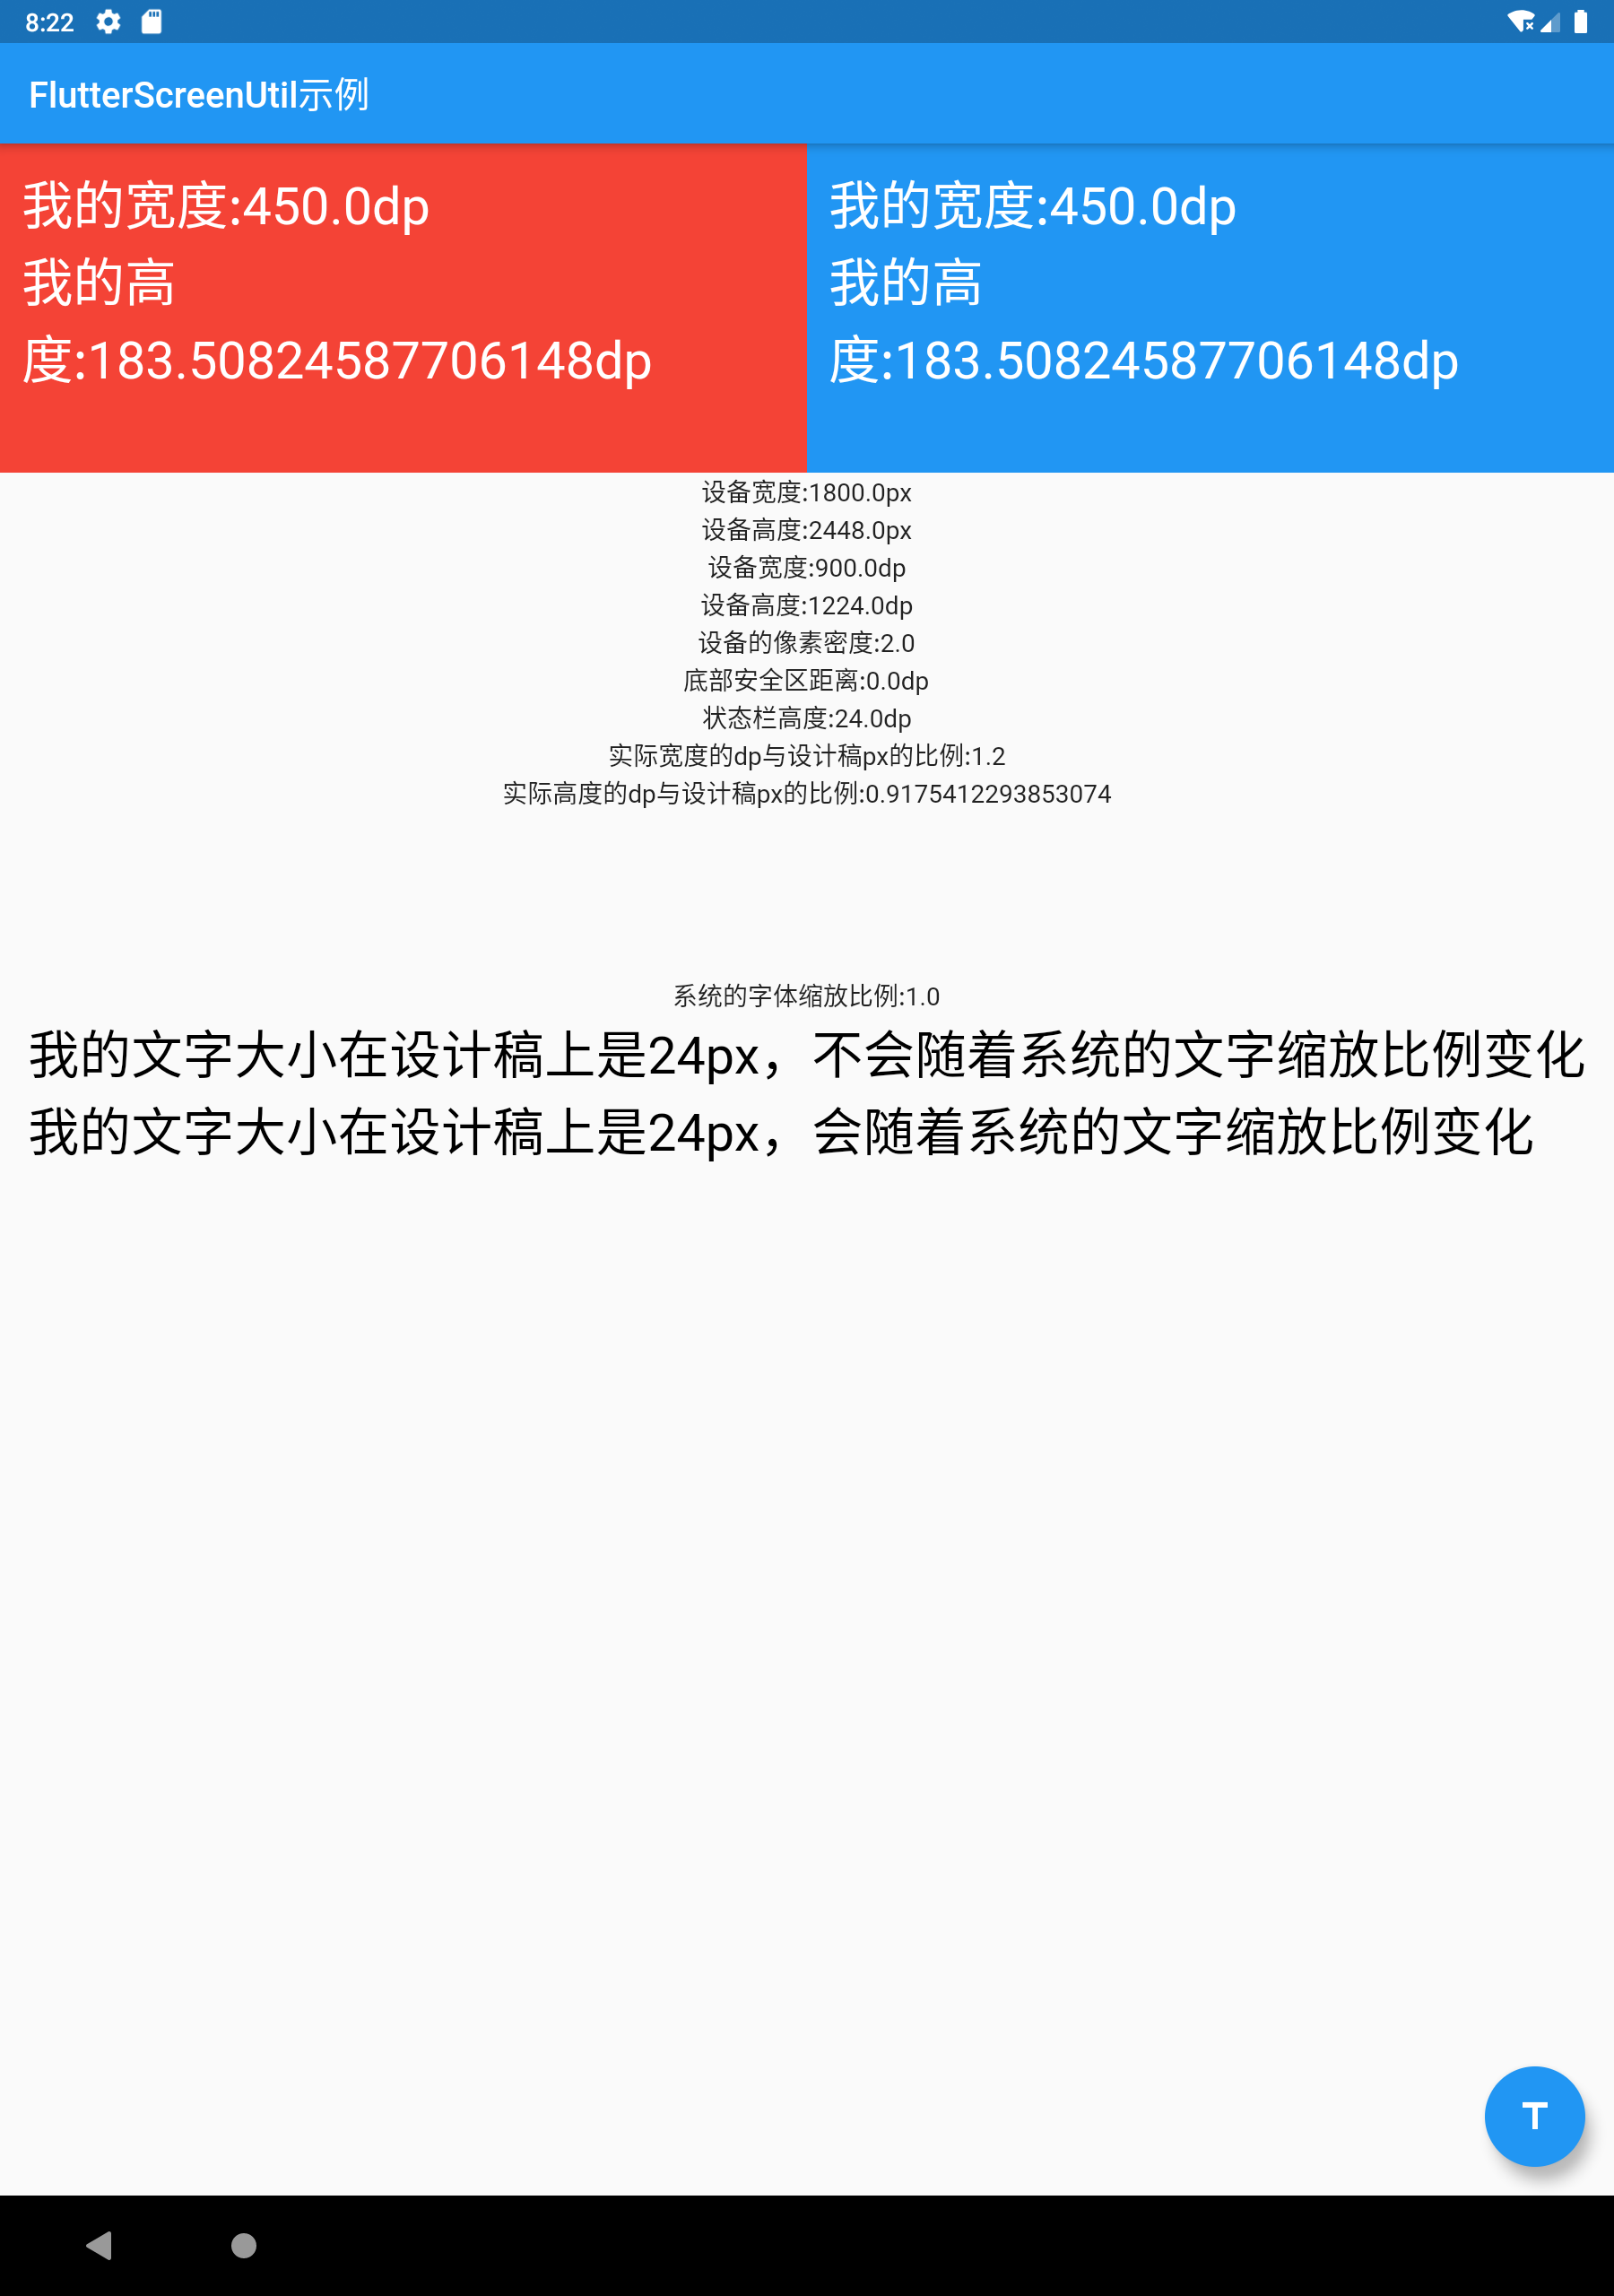 8:22
FlutterScreenUtil示例
我的宽度:450.0dp
我的高
度:183.50824587706148dp
我的宽度:450.0dp
我的高
度:183.50824587706148dp
设备宽度:1800.0px
设备高度:2448.0px
设备宽度:900.0dp
设备高度:1224.0dp
设备的像素密度:2.0
底部安全区距离:0.0dp
状态栏高度:24.0dp
实际宽度的dp与设计稿px的比例:1.2
实际高度的dp与设计稿px的比例:0.9175412293853074
系统的字体缩放比例:1.0
我的文字大小在设计稿上是24px，不会随着系统的文字缩放比例变化
我的文字大小在设计稿上是24px，会随着系统的文字缩放比例变化
T